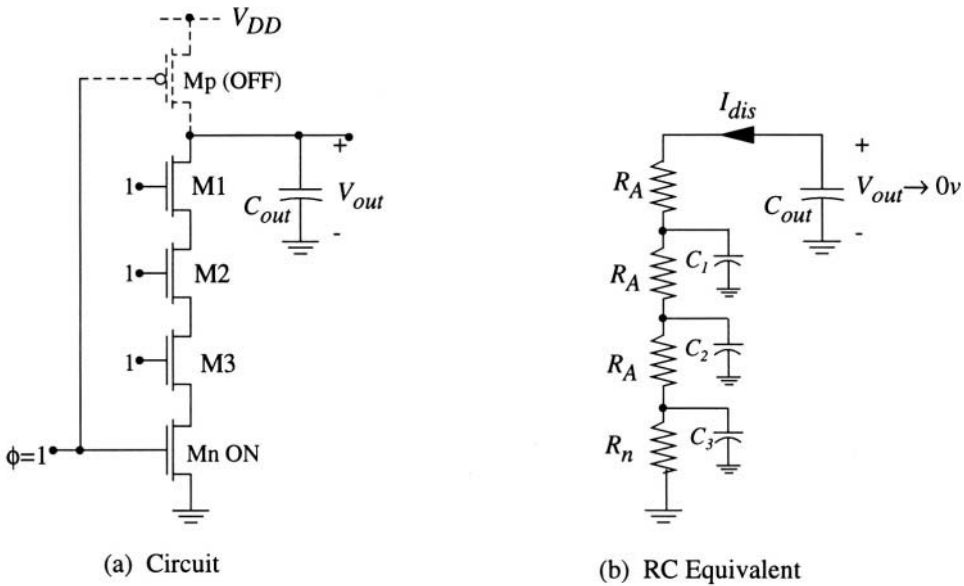 V_DD
Mp (OFF)
1
M1
C_out
+
V_out
-
1
M2
1
M3
ϕ=1
Mn ON
(a) Circuit
I_dis
R_A
C_out
+
V_out → 0v
-
C_1
R_A
C_2
R_A
C_3
R_n
(b) RC Equivalent